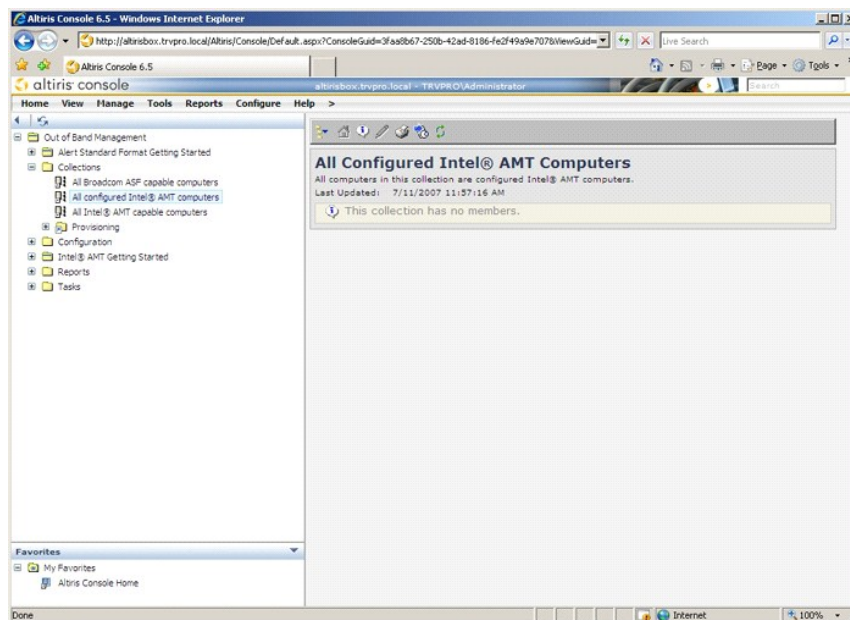 Altiris Console 6.5 - Windows Internet Explorer
http://altirisbox.trvpro.local/Altiris/Console/Default.aspx?ConsoleGuid=3faa8b67-250b-42ad-8186-fe2f49a9e707&ViewGuid=
Live Search
Altiris Console 6.5
Page
Tools
altiris console
altirisbox.trvpro.local - TRVPRO\Administrator
Search
Home View Manage Tools Reports Configure Help >
Out of Band Management
Alert Standard Format Getting Started
Collections
All Broadcom ASF capable computers
All configured Intel® AMT computers
All Intel® AMT capable computers
Provisioning
Configuration
Intel® AMT Getting Started
Reports
Tasks
All Configured Intel® AMT Computers
All computers in this collection are configured Intel® AMT computers.
Last Updated: 7/11/2007 11:57:16 AM
This collection has no members.
Favorites
My Favorites
Altiris Console Home
Done
Internet
100%